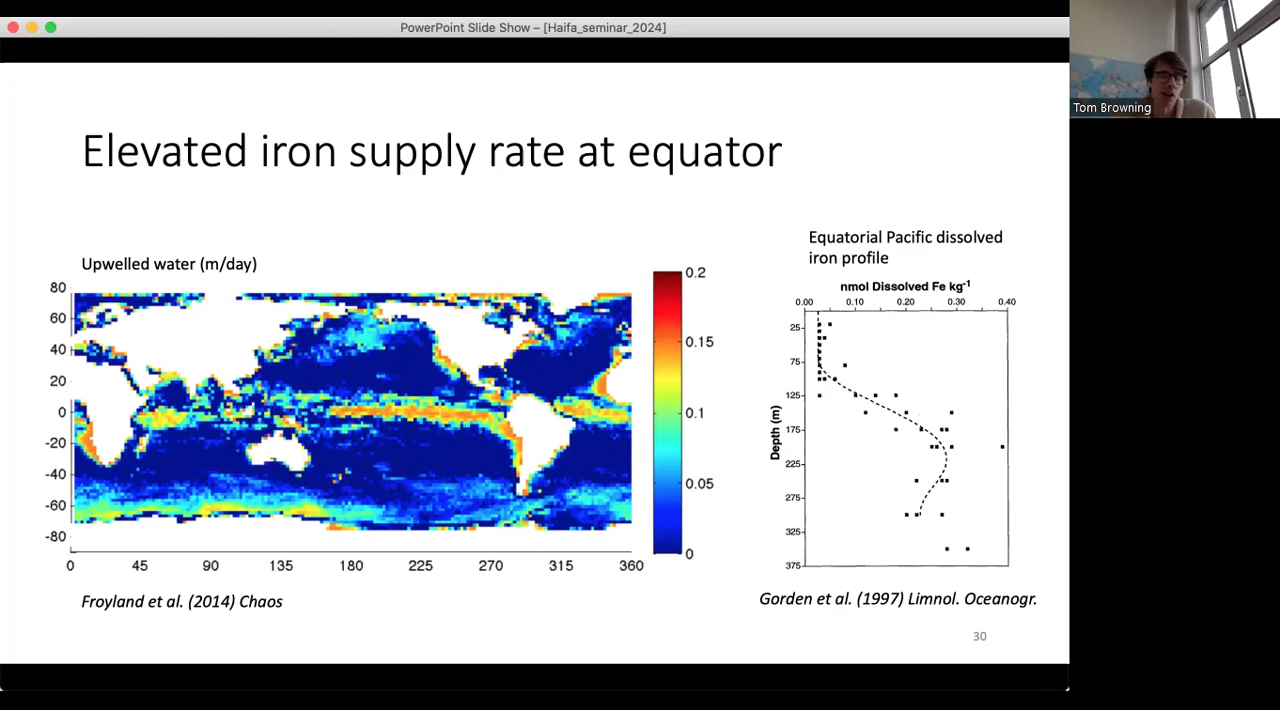 PowerPoint Slide Show – [Haifa_seminar_2024]
Tom Browning
Elevated iron supply rate at equator
Upwelled water (m/day)
80
60
40
20
0
-20
-40
-60
-80
0 45 90 135 180 225 270 315 360
0.2
0.15
0.1
0.05
0
Froyland et al. (2014) Chaos
Equatorial Pacific dissolved
iron profile
nmol Dissolved Fe kg-1
0.00 0.10 0.20 0.30 0.40
Depth (m)
25
75
125
175
225
275
325
375
Gorden et al. (1997) Limnol. Oceanogr.
30